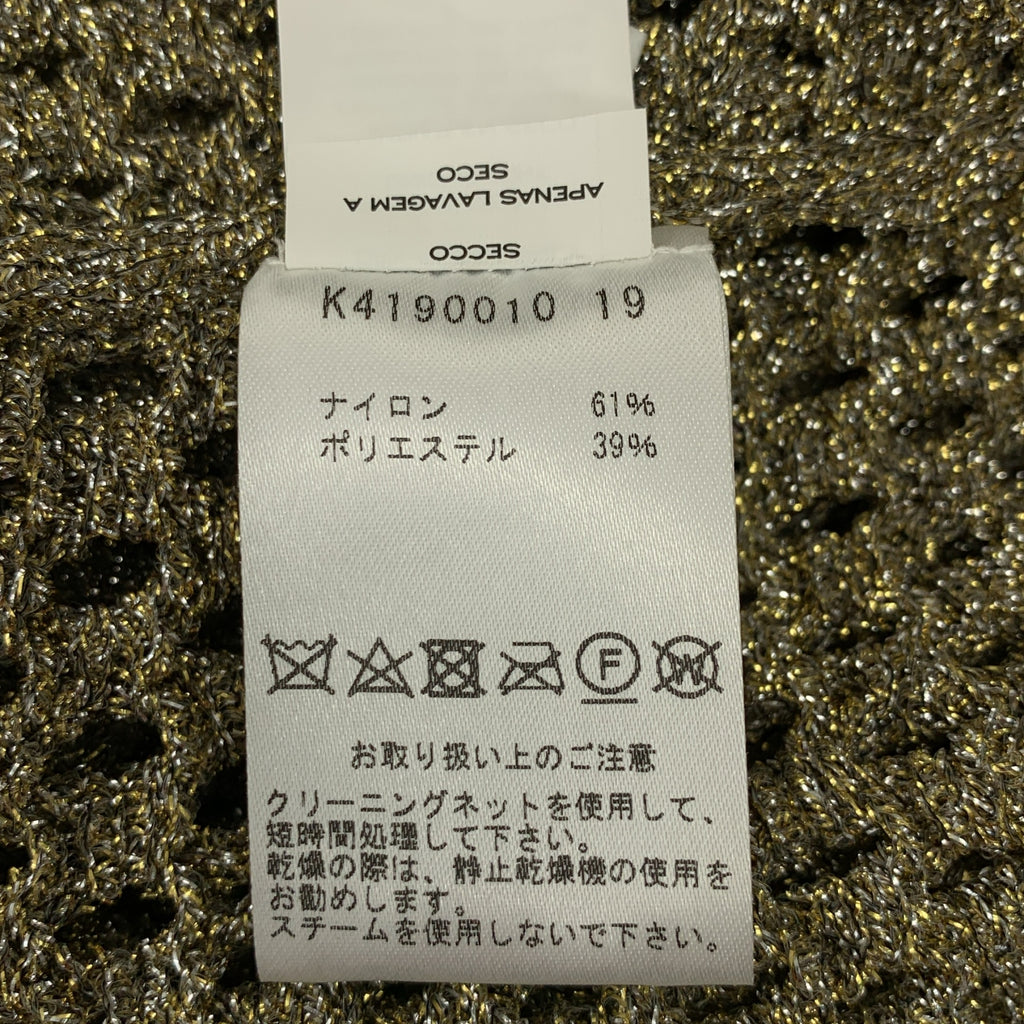 SECCO
APENAS LAVAGEM A
SECO
K4190010 19
ナイロン 61%
ポリエステル 39%
F
W
お取り扱い上のご注意
クリーニングネットを使用して、
短時間処理して下さい。
乾燥の際は、静止乾燥機の使用を
お勧めします。
スチームを使用しないで下さい。